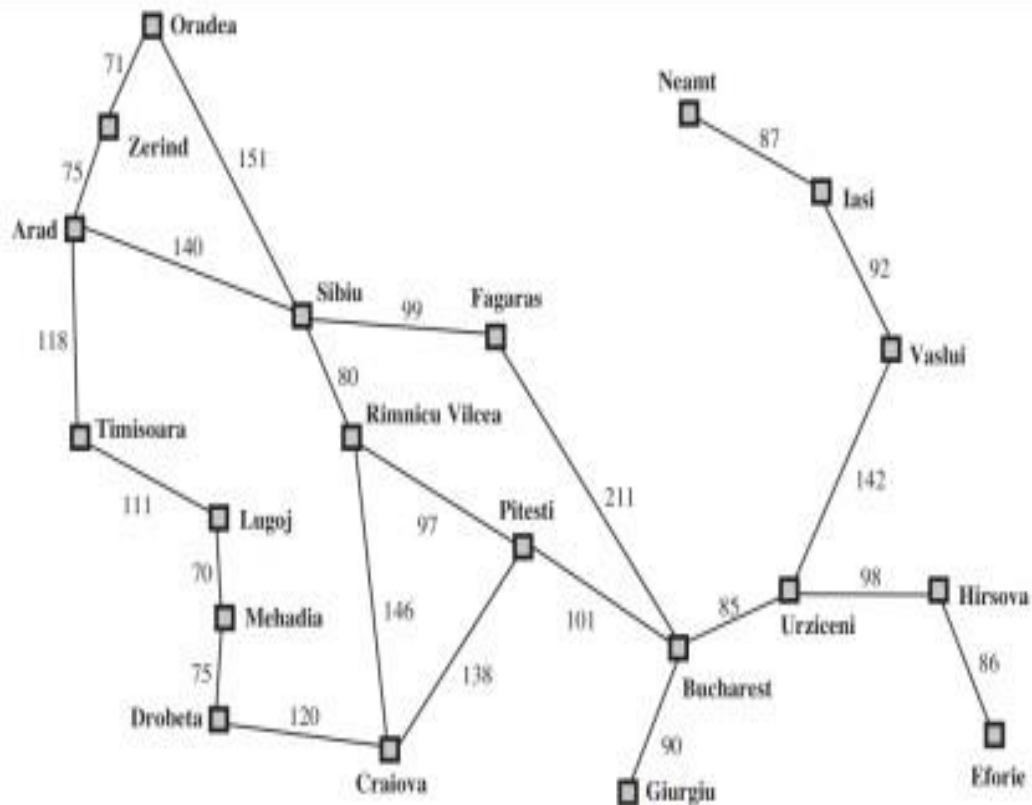 Oradea
71
Neamt
87
Zerind
151
75
Iasi
Arad
140
92
Sibiu
99
Fagaras
118
80
Vaslui
Timisoara
Rimnicu Vilcea
142
111
Lugoj
97
Pitesti
211
70
98
Hirsova
Mehadia
146
101
85
Urziceni
75
138
86
Bucharest
Drobeta
120
90
Craiova
Giurgiu
Eforie